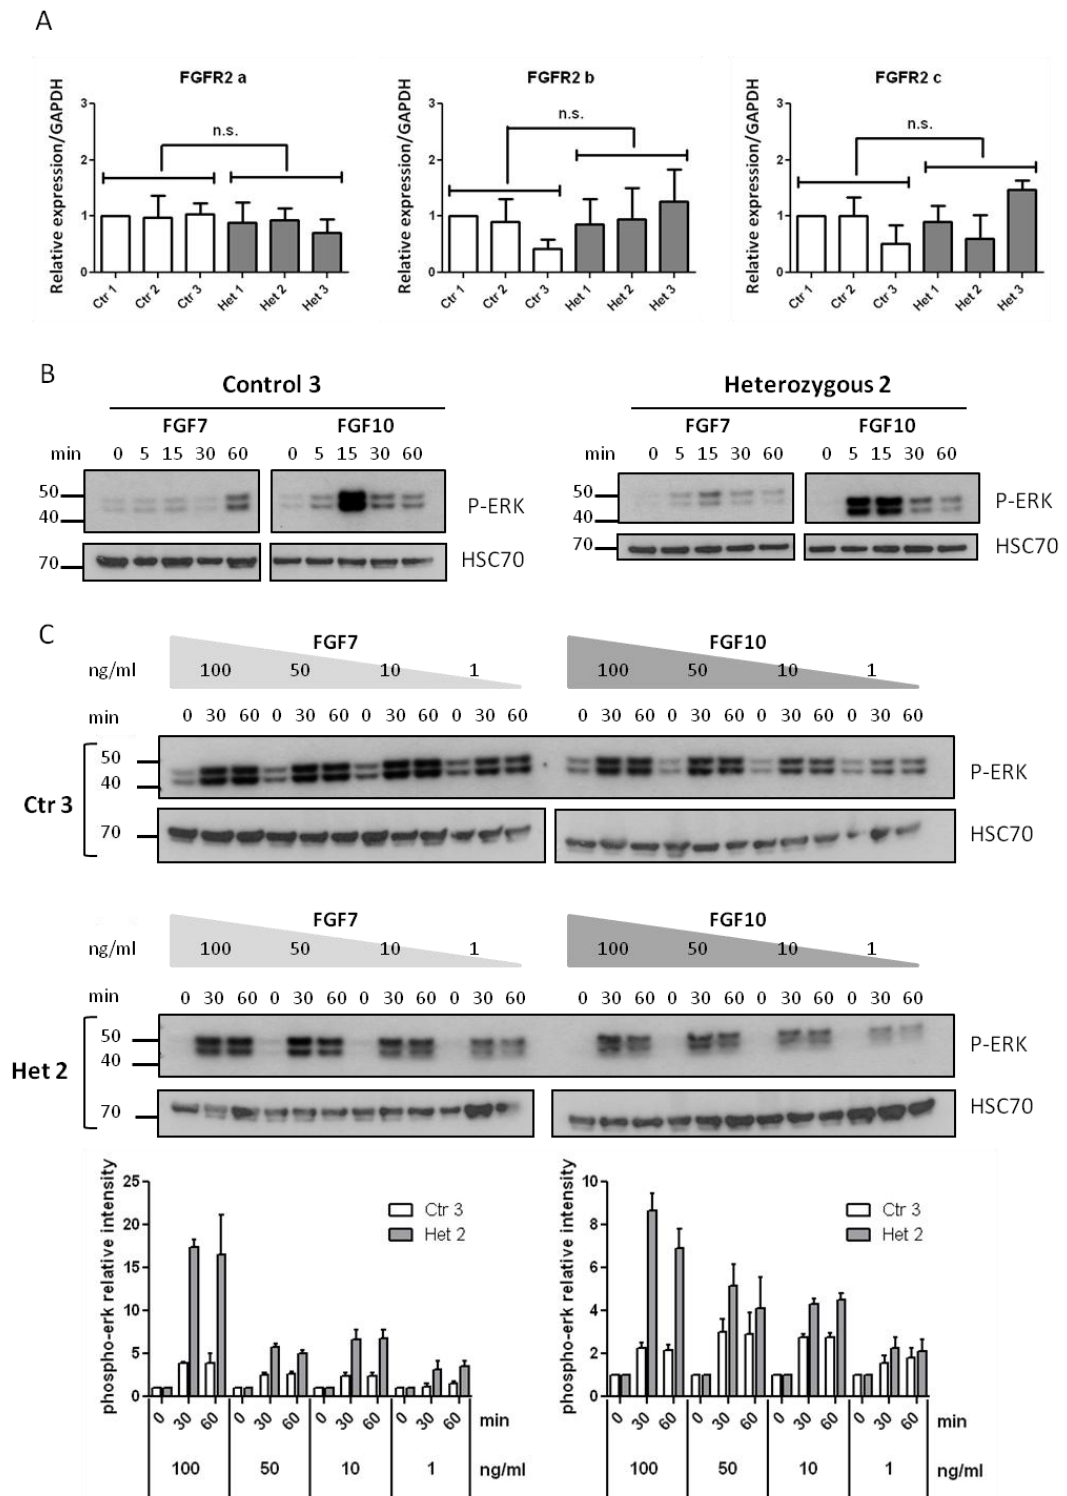 A
FGFR2 a
FGFR2 b
FGFR2 c
Relative expression/GAPDH
3
2
1
0
n.s.
Ctr 1
Ctr 2
Ctr 3
Het 1
Het 2
Het 3
Relative expression/GAPDH
3
2
1
0
n.s.
Ctr 1
Ctr 2
Ctr 3
Het 1
Het 2
Het 3
Relative expression/GAPDH
3
2
1
0
n.s.
Ctr 1
Ctr 2
Ctr 3
Het 1
Het 2
Het 3
B
Control 3
FGF7 FGF10
min 0 5 15 30 60 0 5 15 30 60
50
40
P-ERK
70
HSC70
Heterozygous 2
FGF7 FGF10
min 0 5 15 30 60 0 5 15 30 60
50
40
P-ERK
70
HSC70
C
FGF7 FGF10
ng/ml 100 50 10 1 100 50 10 1
min 0 30 60 0 30 60 0 30 60 0 30 60 0 30 60 0 30 60 0 30 60 0 30 60
50
40
P-ERK
Ctr 3
70
HSC70
FGF7 FGF10
ng/ml 100 50 10 1 100 50 10 1
min 0 30 60 0 30 60 0 30 60 0 30 60 0 30 60 0 30 60 0 30 60 0 30 60
50
40
P-ERK
Het 2
70
HSC70
phospho-erk relative intensity
25
20
15
10
5
0
Ctr 3
Het 2
0 30 60 0 30 60 0 30 60 0 30 60 min
100 50 10 1 ng/ml
phospho-erk relative intensity
10
8
6
4
2
0
Ctr 3
Het 2
0 30 60 0 30 60 0 30 60 0 30 60 min
100 50 10 1 ng/ml